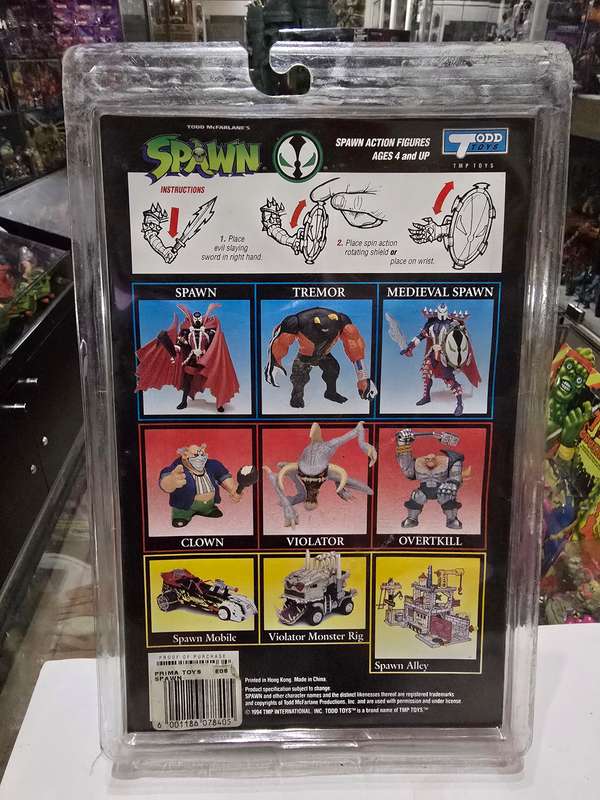 TODD McFARLANE'S
SPAWN
SPAWN ACTION FIGURES
AGES 4 and UP
TODD
TOYS
TMP TOYS
INSTRUCTIONS
1. Place
evil slaying
sword in right hand.
2. Place spin action
rotating shield or
place on wrist.
SPAWN
TREMOR
MEDIEVAL SPAWN
CLOWN
VIOLATOR
OVERTKILL
Spawn Mobile
Violator Monster Rig
Spawn Alley
PROOF OF PURCHASE
PRIMA TOYS E08
SPAWN
6 001186 078405
Printed in Hong Kong. Made in China.
Product specification subject to change.
SPAWN and other character names and the distinct likenesses thereof are registered trademarks
and copyrights of Todd McFarlane Productions, Inc. and are used with permission and under license
© 1994 TMP INTERNATIONAL, INC. TODD TOYS™ is a brand name of TMP TOYS.™